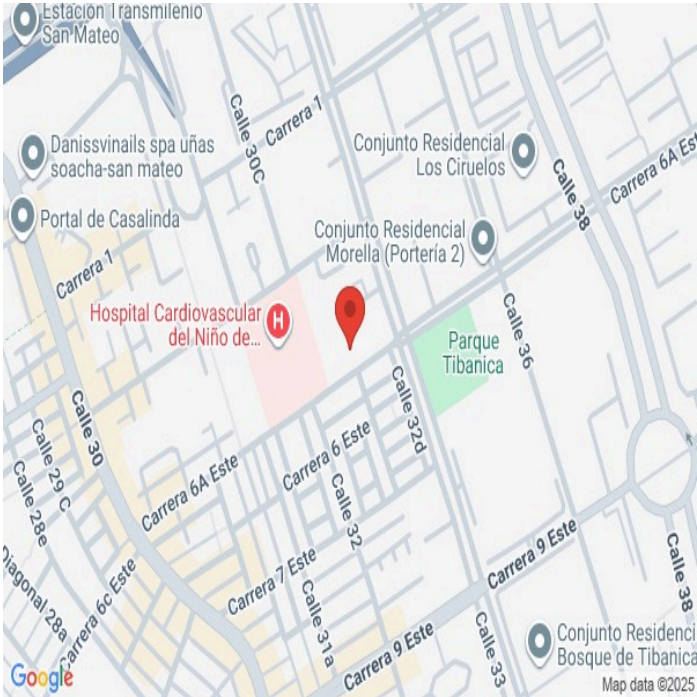 Estación Transmilenio
San Mateo
Carrera 1
Calle 30C
Danissvinails spa uñas
soacha-san mateo
Conjunto Residencial
Los Ciruelos
Carrera 6A Este
Calle 38
Portal de Casalinda
Conjunto Residencial
Morella (Portería 2)
Carrera 1
Hospital Cardiovascular
del Niño de...
H
Calle 36
Parque
Tibanica
Calle 32d
Calle 30
Calle 29 C
Calle 28e
Carrera 6A Este
Carrera 6 Este
Calle 32
Diagonal 28a
Carrera 6c Este
Carrera 7 Este
Calle 31a
Carrera 9 Este
Carrera 9 Este
Calle 33
Calle 38
Conjunto Residenci
Bosque de Tibanica
Google
Map data ©2025